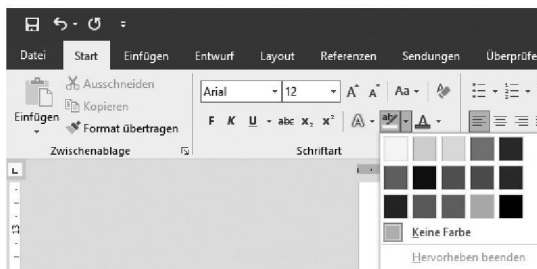 Datei Start Einfügen Entwurf Layout Referenzen Sendungen Überprüfe
Ausschneiden
Kopieren
Format übertragen
Einfügen
Arial 12 A A Aa
F K U abc x₂ x² A ab A
Zwischenablage Schriftart
L
13
Keine Farbe
Hervorheben beenden